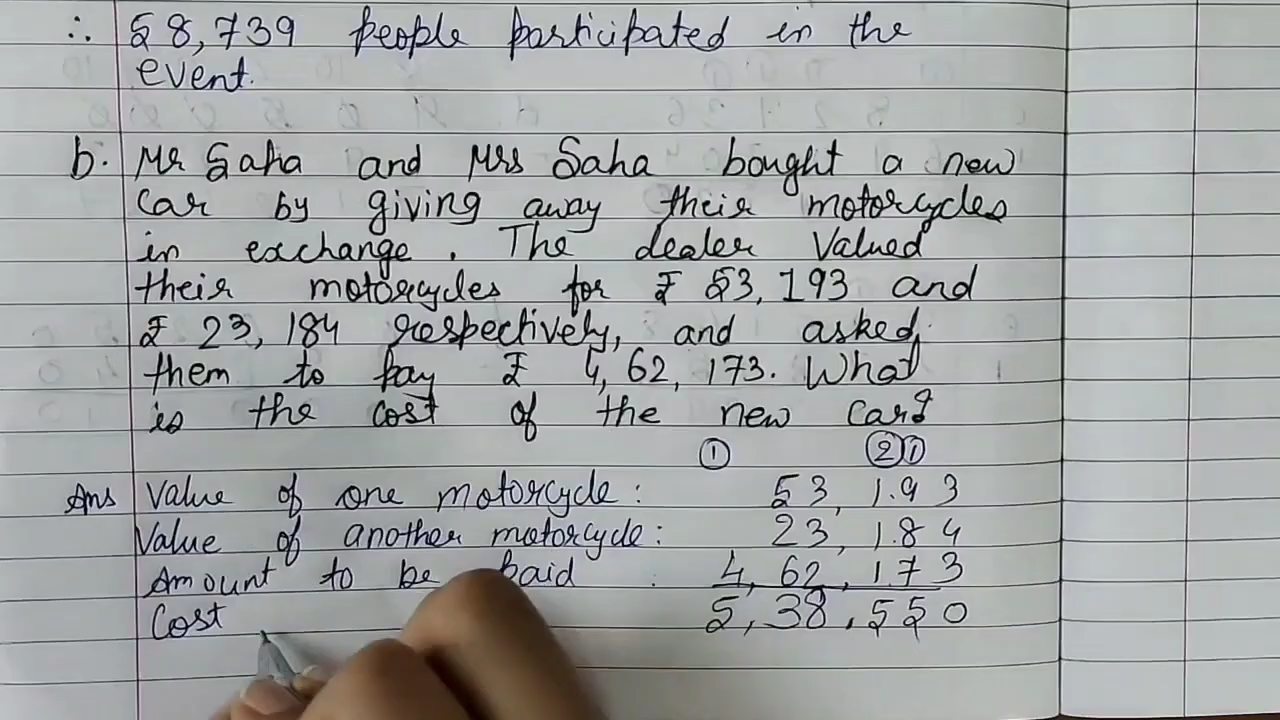 ∴ 58,739 people participated in the
event.
b. Mr Saha and Mrs Saha bought a new
car by giving away their motorcycles
in exchange. The dealer valued
their motorcycles for ₹ 53,193 and
₹ 23,184 respectively, and asked
them to pay ₹ 4,62,173. What
is the cost of the new car?
① ②①
Ans Value of one motorcycle: 53,193
Value of another motorcycle: 23,184
Amount to be paid : 4,62,173
Cost 5,38,550